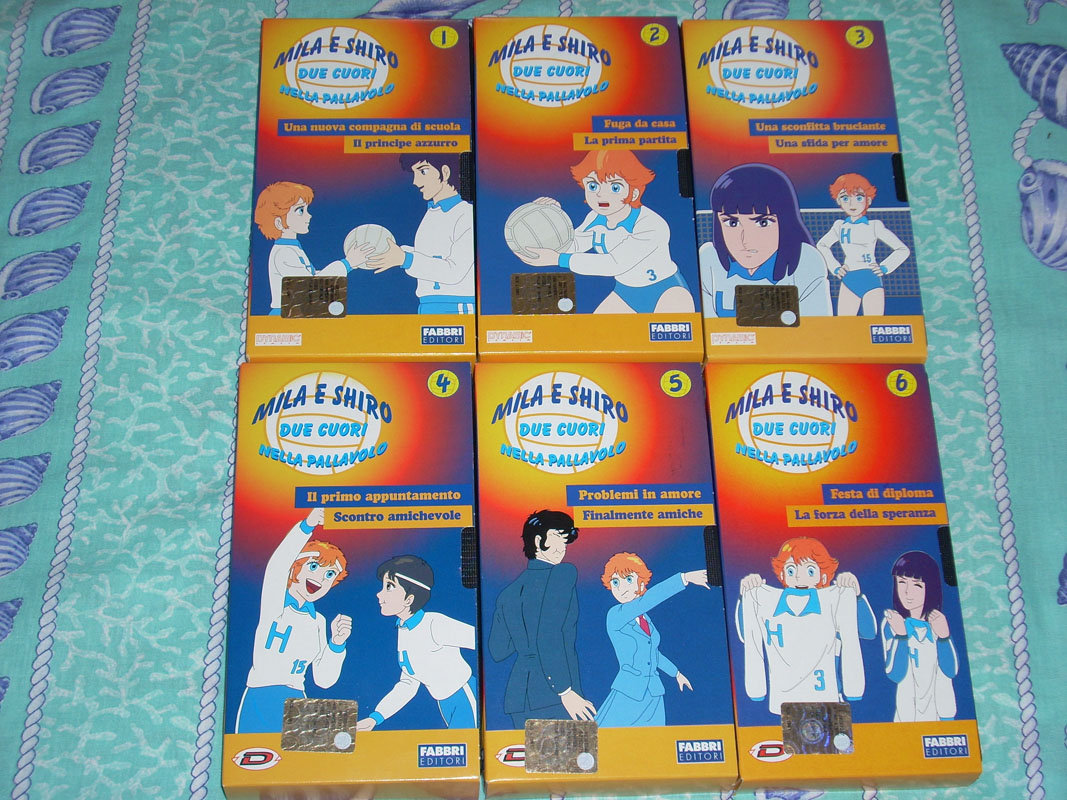 1
MILA E SHIRO
DUE CUORI
NELLA PALLAVOLO
Una nuova compagna di scuola
Il principe azzurro
DYNAMIC
FABBRI
EDITORI
2
MILA E SHIRO
DUE CUORI
NELLA PALLAVOLO
Fuga da casa
La prima partita
H
3
DYNAMIC
FABBRI
EDITORI
3
MILA E SHIRO
DUE CUORI
NELLA PALLAVOLO
Una sconfitta bruciante
Una sfida per amore
H
15
DYNAMIC
FABBRI
EDITORI
4
MILA E SHIRO
DUE CUORI
NELLA PALLAVOLO
Il primo appuntamento
Scontro amichevole
H
15
H
D
FABBRI
EDITORI
5
MILA E SHIRO
DUE CUORI
NELLA PALLAVOLO
Problemi in amore
Finalmente amiche
D
FABBRI
EDITORI
6
MILA E SHIRO
DUE CUORI
NELLA PALLAVOLO
Festa di diploma
La forza della speranza
H
3
H
D
FABBRI
EDITORI